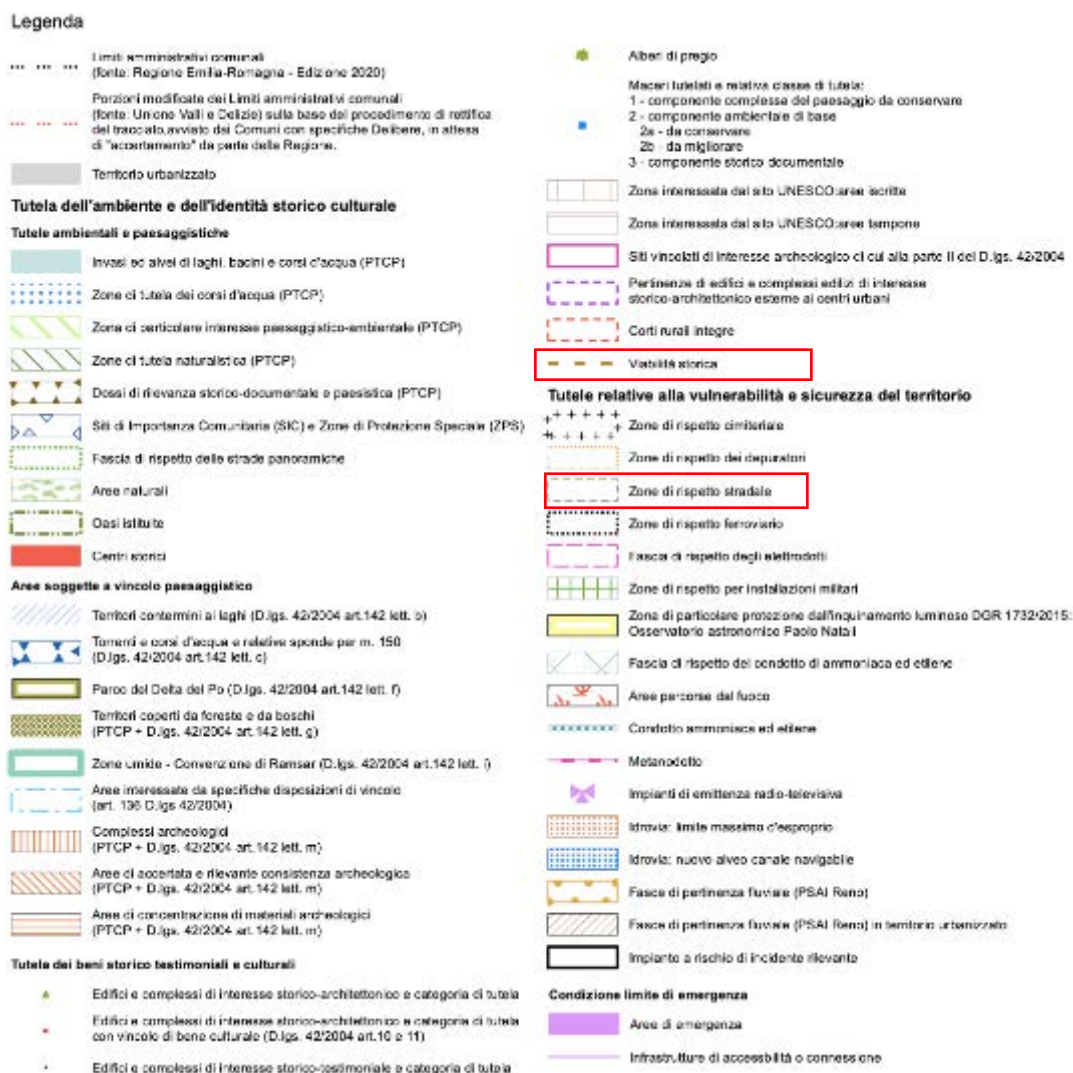 Legenda
Limiti amministrativi comunali
(fonte: Regione Emilia-Romagna - Edizione 2020)
Porzioni modificate dei Limiti amministrativi comunali
(fonte: Unione Valli e Delizie) sulla base del procedimento di rettifica
del tracciato,avviato dai Comuni con specifiche Delibere, in attesa
di "accertamento" da parte della Regione.
Territorio urbanizzato
Tutela dell'ambiente e dell'identità storico culturale
Tutele ambientali e paesaggistiche
Invasi ed alvei di laghi, bacini e corsi d'acqua (PTCP)
Zone di tutela dei corsi d'acqua (PTCP)
Zone di particolare interesse paesaggistico-ambientale (PTCP)
Zone di tutela naturalistica (PTCP)
Dossi di rilevanza storico-documentale e paesistica (PTCP)
Siti di Importanza Comunitaria (SIC) e Zone di Protezione Speciale (ZPS)
Fascia di rispetto delle strade panoramiche
Aree naturali
Oasi istituite
Centri storici
Aree soggette a vincolo paesaggistico
Territori contermini ai laghi (D.lgs. 42/2004 art.142 lett. b)
Torrenti e corsi d'acqua e relative sponde per m. 150
(D.lgs. 42/2004 art.142 lett. c)
Parco del Delta del Po (D.lgs. 42/2004 art.142 lett. f)
Territori coperti da foreste e da boschi
(PTCP + D.lgs. 42/2004 art.142 lett. g)
Zone umide - Convenzione di Ramsar (D.lgs. 42/2004 art.142 lett. i)
Aree interessate da specifiche disposizioni di vincolo
(art. 136 D.lgs 42/2004)
Complessi archeologici
(PTCP + D.lgs. 42/2004 art.142 lett. m)
Aree di accertata e rilevante consistenza archeologica
(PTCP + D.lgs. 42/2004 art.142 lett. m)
Aree di concentrazione di materiali archeologici
(PTCP + D.lgs. 42/2004 art.142 lett. m)
Tutela dei beni storico testimoniali e culturali
Edifici e complessi di interesse storico-architettonico e categoria di tutela
Edifici e complessi di interesse storico-architettonico e categoria di tutela
con vincolo di bene culturale (D.lgs. 42/2004 art.10 e 11)
Edifici e complessi di interesse storico-testimoniale e categoria di tutela
Alberi di pregio
Maceri tutelati e relativa classe di tutela:
1 - componente complessa del paesaggio da conservare
2 - componente ambientale di base
2a - da conservare
2b - da migliorare
3 - componente storico documentale
Zona interessata dal sito UNESCO:aree iscritte
Zona interessata dal sito UNESCO:aree tampone
Siti vincolati di interesse archeologico di cui alla parte II del D.lgs. 42/2004
Pertinenze di edifici e complessi edilizi di interesse
storico-architettonico esterne ai centri urbani
Corti rurali integre
Viabilità storica
Tutele relative alla vulnerabilità e sicurezza del territorio
Zone di rispetto cimiteriale
Zone di rispetto dei depuratori
Zone di rispetto stradale
Zone di rispetto ferroviario
Fascia di rispetto degli elettrodotti
Zone di rispetto per installazioni militari
Zona di particolare protezione dall'inquinamento luminoso DGR 1732/2015:
Osservatorio astronomico Paolo Natali
Fascia di rispetto del condotto di ammoniaca ed etilene
Aree percorse dal fuoco
Condotto ammoniaca ed etilene
Metanodotto
Impianti di emittenza radio-televisiva
Idrovia: limite massimo d'esproprio
Idrovia: nuovo alveo canale navigabile
Fasce di pertinenza fluviale (PSAI Reno)
Fasce di pertinenza fluviale (PSAI Reno) in territorio urbanizzato
Impianto a rischio di incidente rilevante
Condizione limite di emergenza
Aree di emergenza
Infrastrutture di accessbilità o connessione